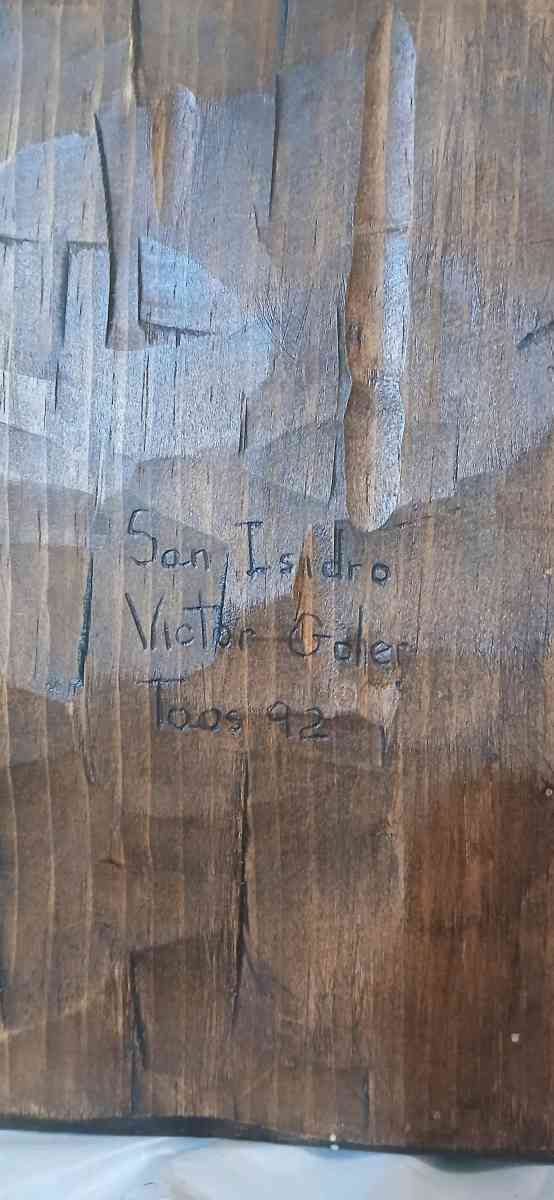 San Isidro
Victor Goler
Taos 92